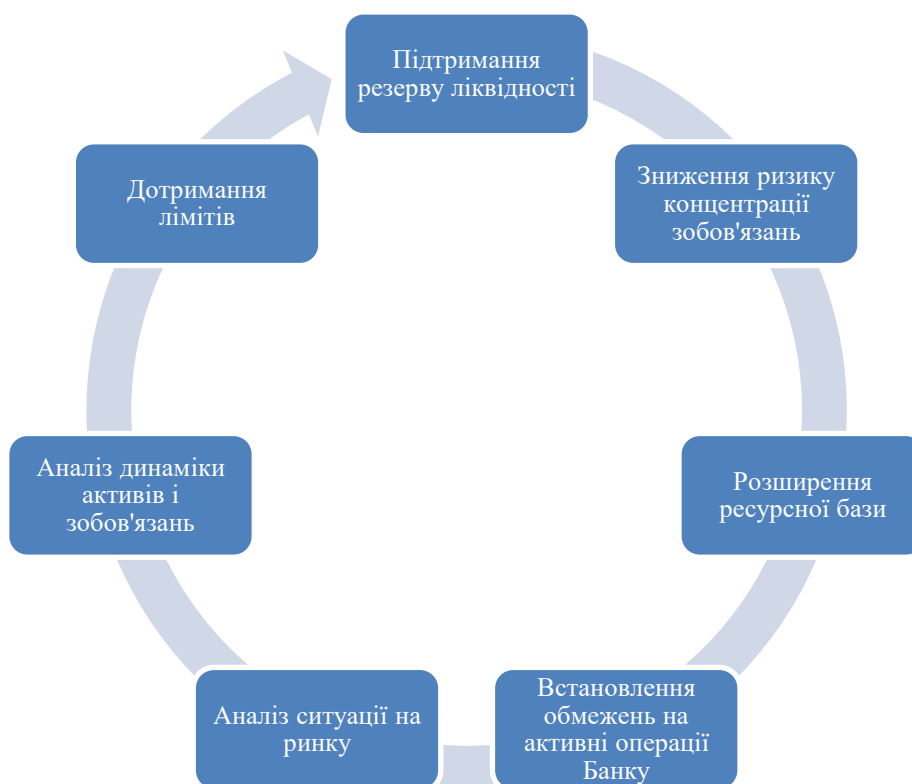 Підтримання
резерву ліквідності
Зниження ризику
концентрації
зобов'язань
Розширення
ресурсної бази
Встановлення
обмежень на
активні операції
Банку
Аналіз ситуації на
ринку
Аналіз динаміки
активів і
зобов'язань
Дотримання
лімітів